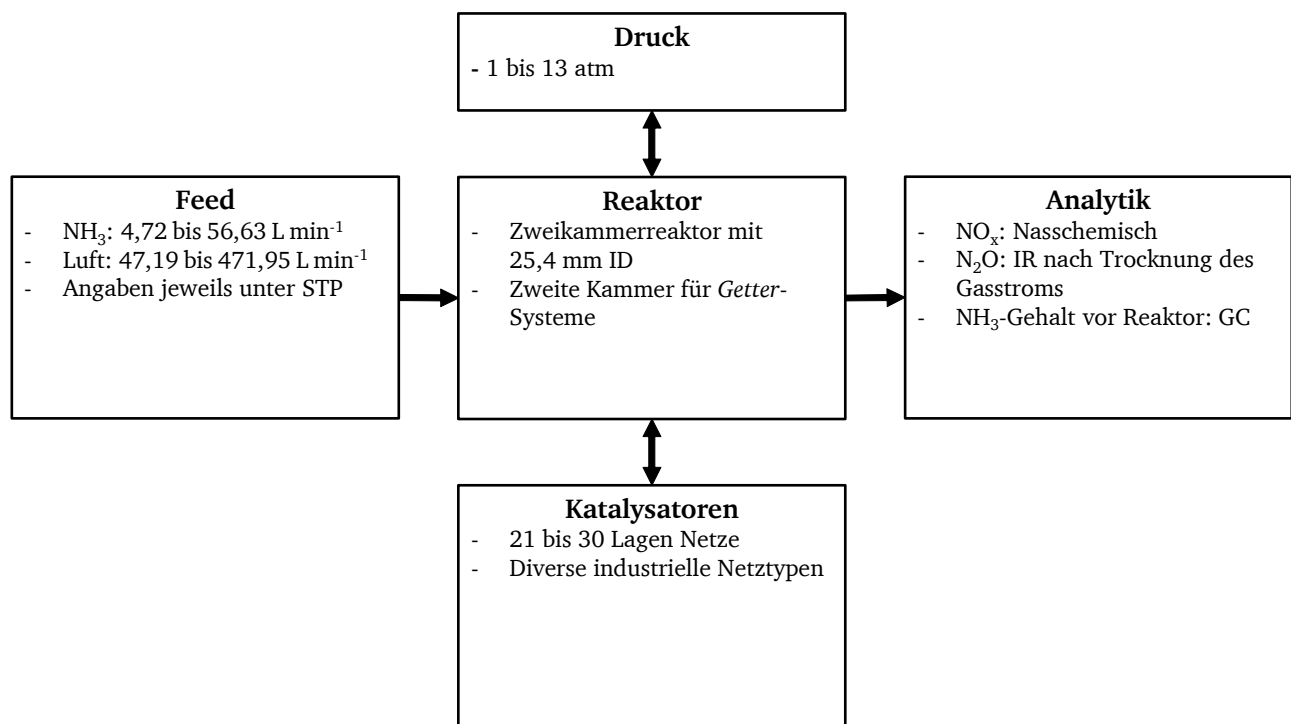 Druck
- 1 bis 13 atm
Feed
- NH₃: 4,72 bis 56,63 L min⁻¹
- Luft: 47,19 bis 471,95 L min⁻¹
- Angaben jeweils unter STP
Reaktor
- Zweikammerreaktor mit
25,4 mm ID
- Zweite Kammer für Getter-
Systeme
Analytik
- NOₓ: Nasschemisch
- N₂O: IR nach Trocknung des
Gasstroms
- NH₃-Gehalt vor Reaktor: GC
Katalysatoren
- 21 bis 30 Lagen Netze
- Diverse industrielle Netztypen